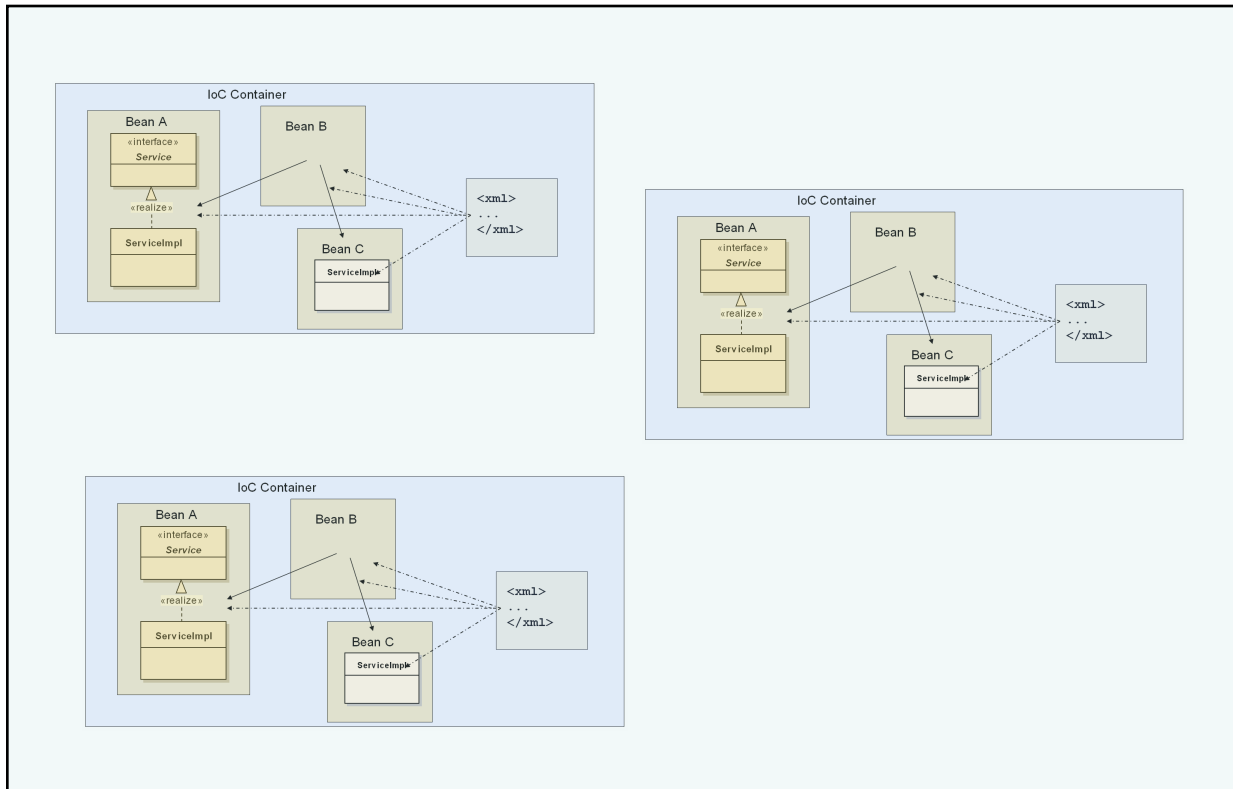 IoC Container
Bean A
Bean B
«interface»
Service
«realize»
ServiceImpl
<xml>
...
</xml>
Bean C
ServiceImpl
IoC Container
Bean A
Bean B
«interface»
Service
«realize»
ServiceImpl
<xml>
...
</xml>
Bean C
ServiceImpl
IoC Container
Bean A
Bean B
«interface»
Service
«realize»
ServiceImpl
<xml>
...
</xml>
Bean C
ServiceImpl